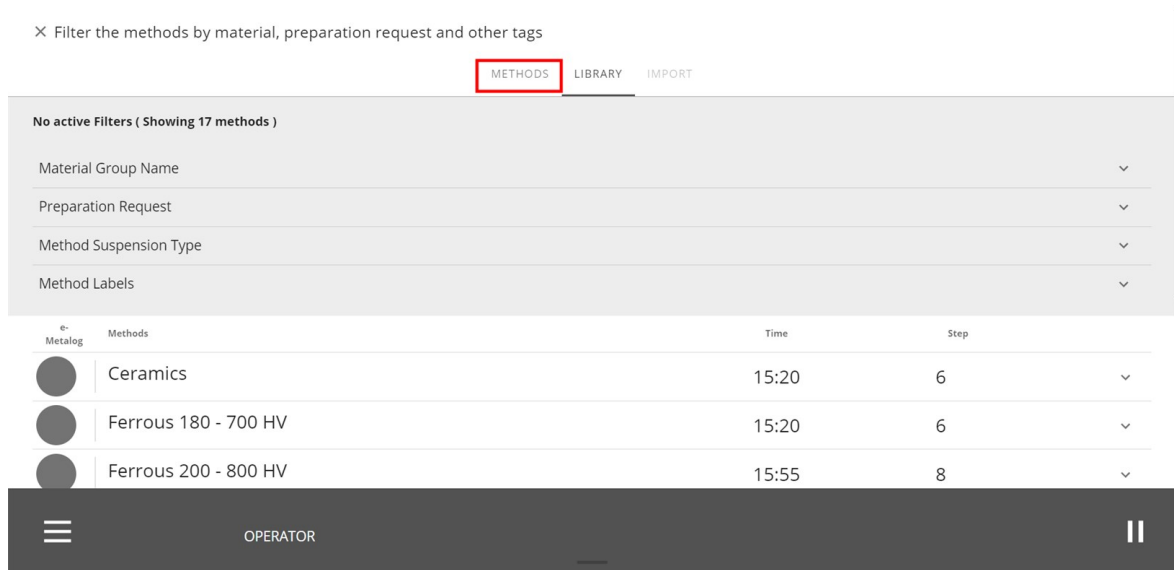 Filter the methods by material, preparation request and other tags
METHODS LIBRARY IMPORT
No active Filters ( Showing 17 methods )
Material Group Name
Preparation Request
Method Suspension Type
Method Labels
e-
Metalog Methods Time Step
Ceramics 15:20 6
Ferrous 180 - 700 HV 15:20 6
Ferrous 200 - 800 HV 15:55 8
OPERATOR